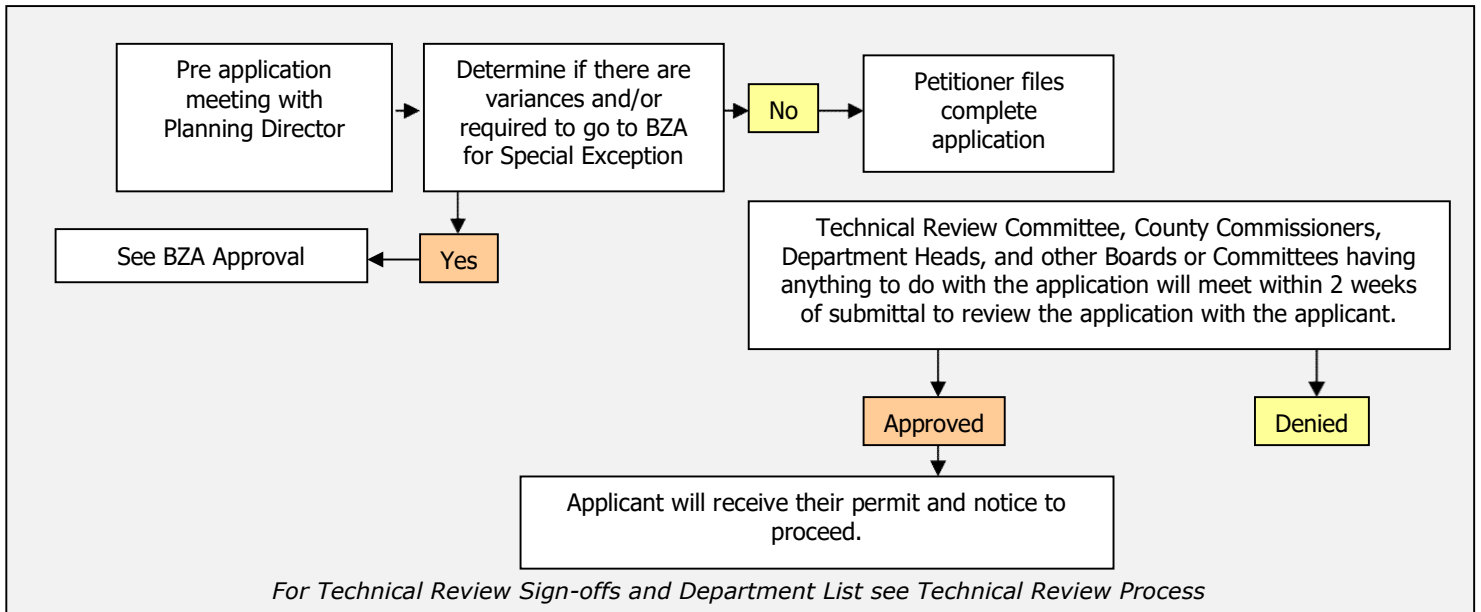 Pre application
meeting with
Planning Director
Determine if there are
variances and/or
required to go to BZA
for Special Exception
No
Petitioner files
complete
application
Yes
See BZA Approval
Technical Review Committee, County Commissioners,
Department Heads, and other Boards or Committees having
anything to do with the application will meet within 2 weeks
of submittal to review the application with the applicant.
Approved
Denied
Applicant will receive their permit and notice to
proceed.
For Technical Review Sign-offs and Department List see Technical Review Process